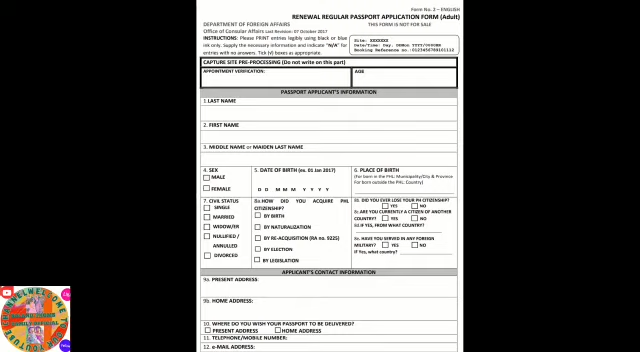 Form No. 3 – ENGLISH
RENEWAL REGULAR PASSPORT APPLICATION FORM (Adult)
DEPARTMENT OF FOREIGN AFFAIRS
THIS FORM IS NOT FOR SALE
Office of Consular Affairs Last Revision: 07 October 2017
INSTRUCTIONS: Please PRINT entries legibly using black or blue
ink only. Supply the necessary information and indicate "N/A" for
entries with no answers. Tick (√) boxes as appropriate.
Site: XXXXXXX
Booking Reference no.:0123456789101112
CAPTURE SITE PRE-PROCESSING (Do not write on this part)
APPOINTMENT VERIFICATION:
AGE
PASSPORT APPLICANT'S INFORMATION
1.LAST NAME
2. FIRST NAME
3. MIDDLE NAME or MAIDEN LAST NAME
4. SEX
MALE
FEMALE
5. DATE OF BIRTH (ex. 01 Jan 2017)
D D M M M Y Y Y Y
6. PLACE OF BIRTH
(For born in the PHL: Municipality/City & Province
For born outside the PHL: Country)
7. CIVIL STATUS
SINGLE
MARRIED
WIDOW/ER
NULLIFIED /
ANNULLED
DIVORCED
8a.HOW DID YOU ACQUIRE PHL
CITIZENSHIP?
BY BIRTH
BY NATURALIZATION
BY RE-ACQUISITION (RA no. 9225)
BY ELECTION
BY LEGISLATION
DID YOU EVER LOSE YOUR PH CITIZENSHIP?
YES NO
ARE YOU CURRENTLY A CITIZEN OF ANOTHER
COUNTRY? YES NO
IF YES, FROM WHAT COUNTRY?
HAVE YOU SERVED IN ANY FOREIGN
MILITARY? YES NO
If Yes, what country?
APPLICANT'S CONTACT INFORMATION
9a. PRESENT ADDRESS:
9b. HOME ADDRESS:
10. WHERE DO YOU WISH YOUR PASSPORT TO BE DELIVERED?
PRESENT ADDRESS HOME ADDRESS
11. TELEPHONE/MOBILE NUMBER:
12. e-MAIL ADDRESS: